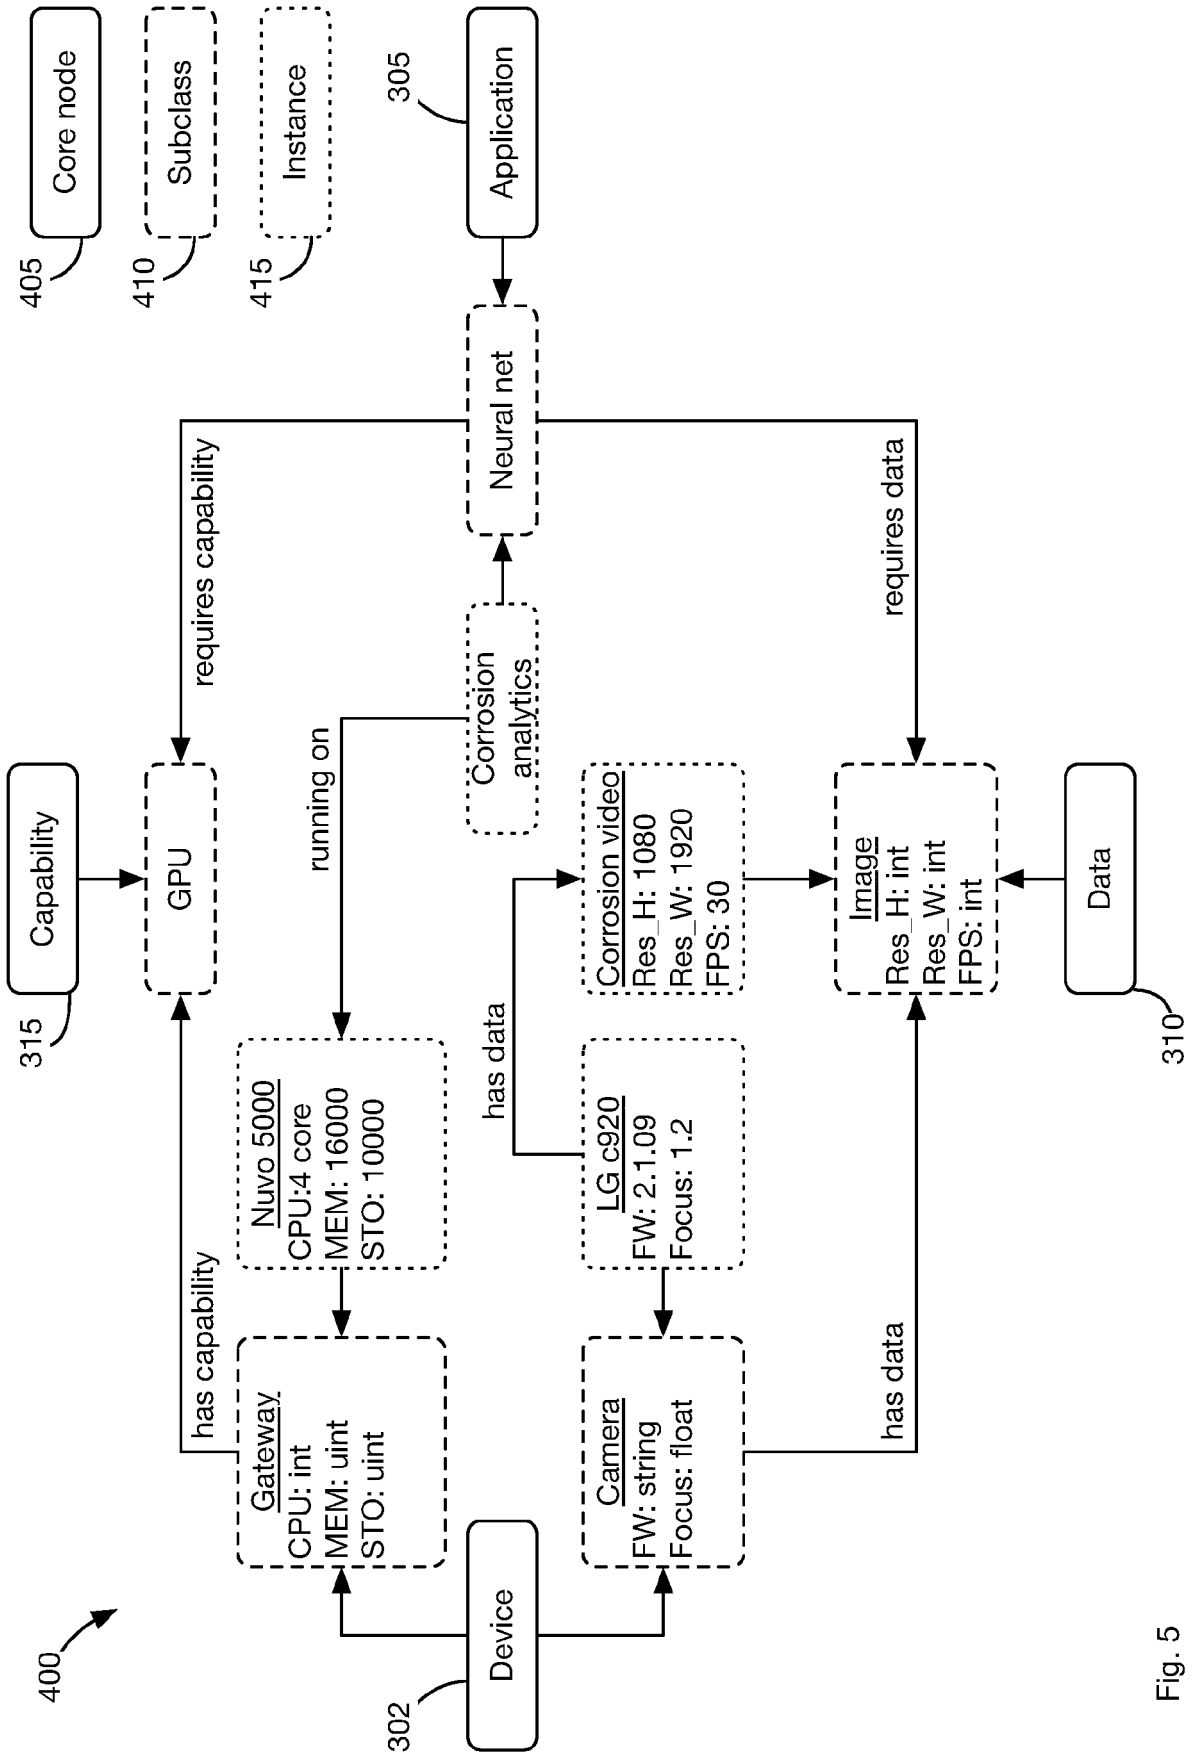 400
315
Capability
405
Core node
410
Subclass
415
Instance
GPU
has capability
requires capability
Gateway
CPU: int
MEM: uint
STO: uint
Nuvo 5000
CPU:4 core
MEM: 16000
STO: 10000
running on
302
Device
Corrosion
analytics
Neural net
305
Application
has data
Camera
FW: string
Focus: float
LG c920
FW: 2.1.09
Focus: 1.2
Corrosion video
Res_H: 1080
Res_W: 1920
FPS: 30
has data
Image
Res_H: int
Res_W: int
FPS: int
requires data
310
Data
Fig. 5